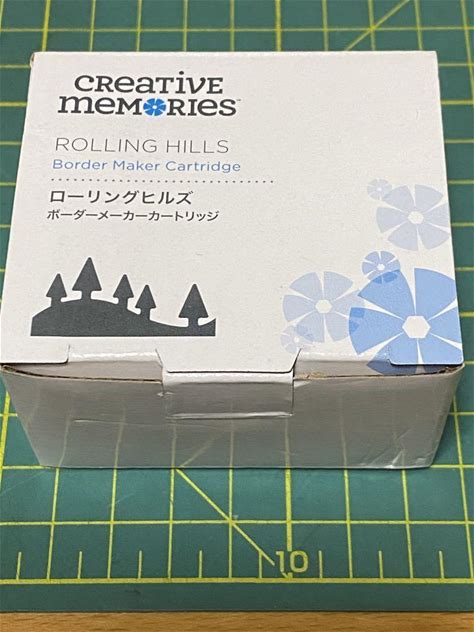 CREATIVE
MEMORIES™
ROLLING HILLS
Border Maker Cartridge
ローリングヒルズ
ボーダーメーカーカートリッジ
10